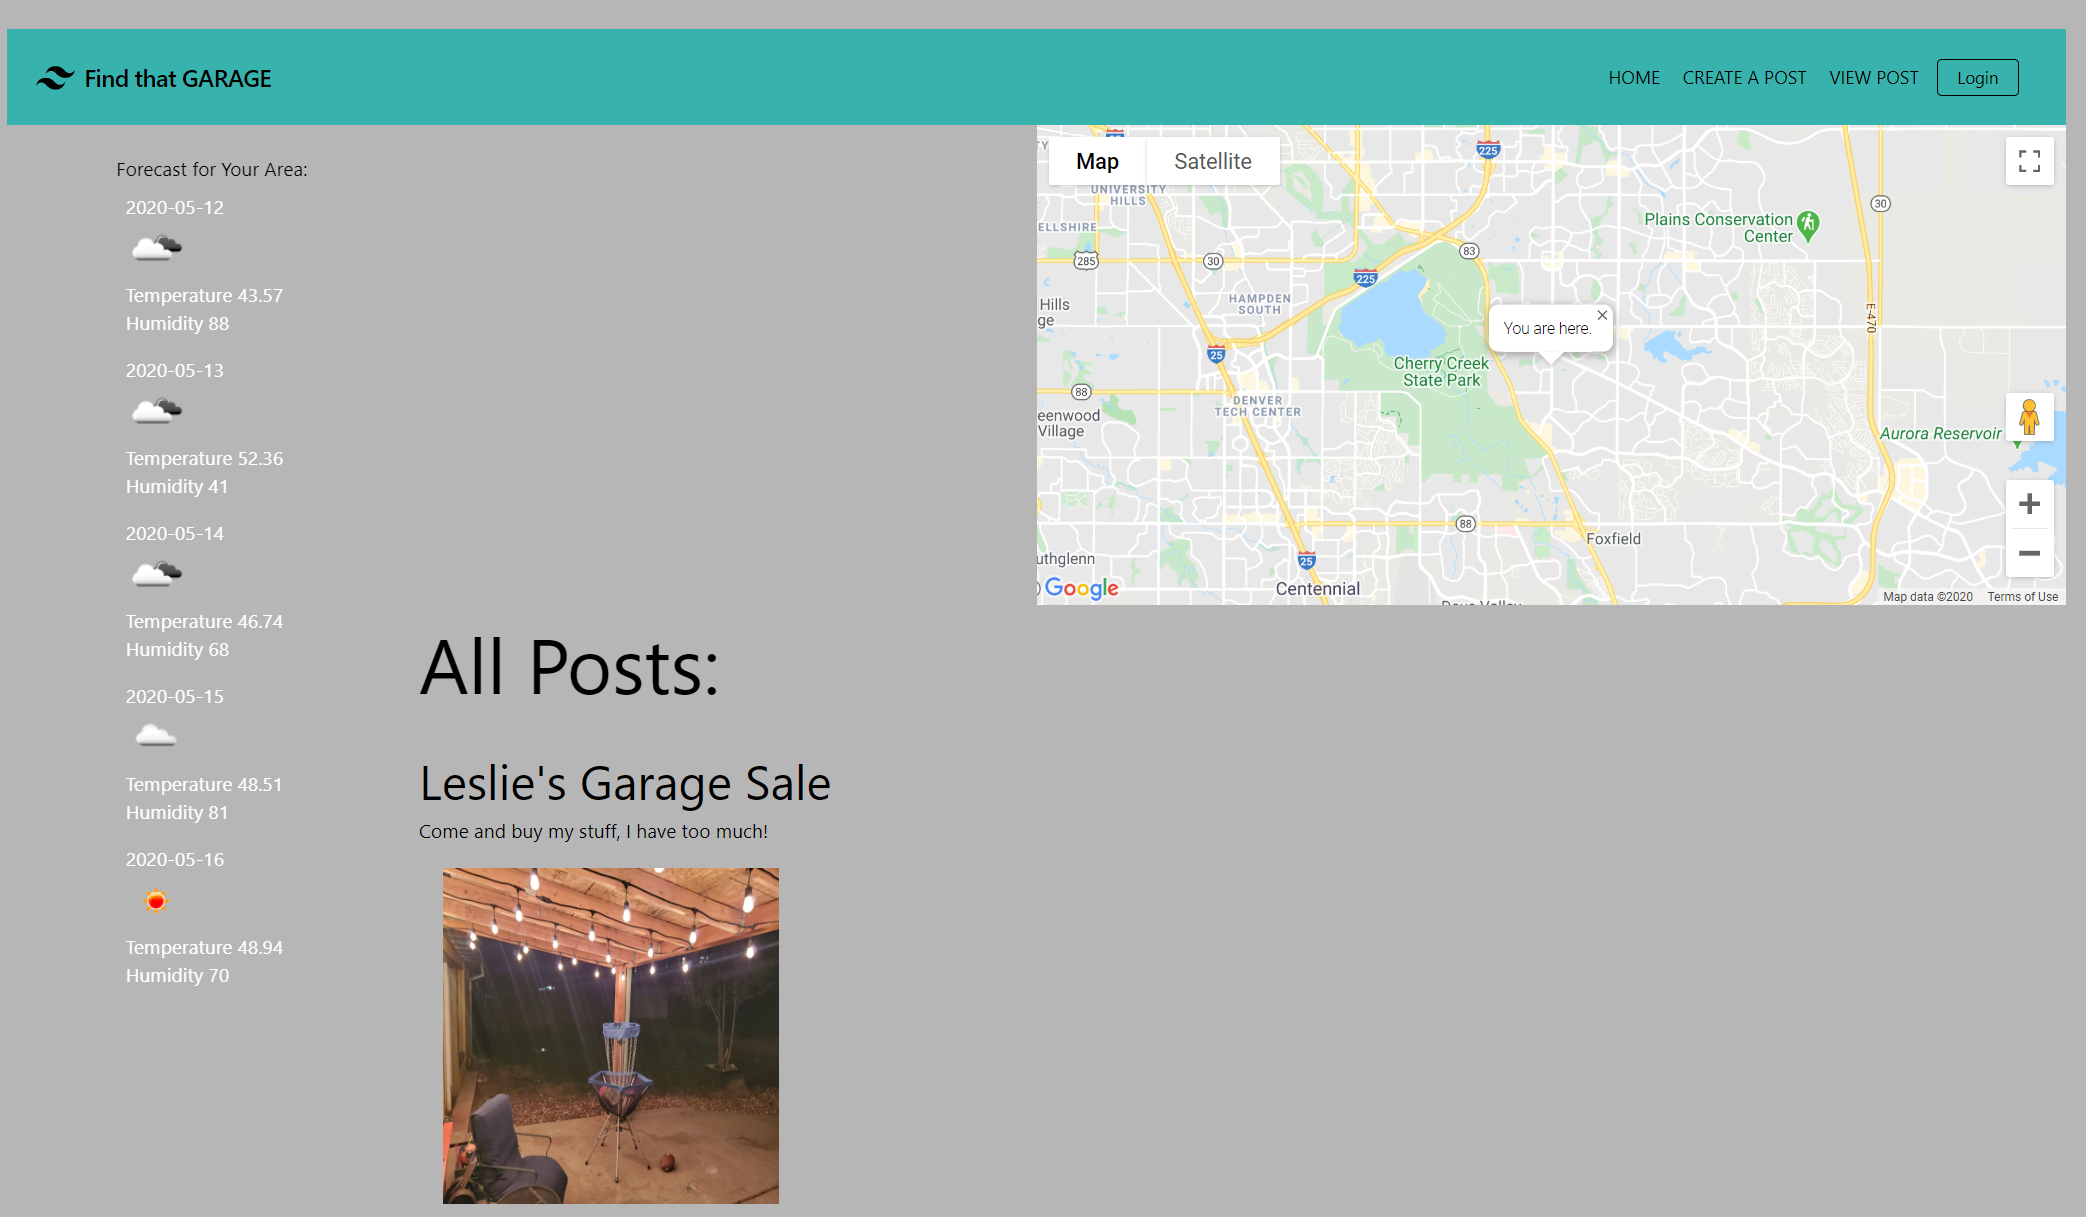 Find that GARAGE
HOME
CREATE A POST
VIEW POST
Login
Forecast for Your Area:
2020-05-12
Temperature 43.57
Humidity 88
2020-05-13
Temperature 52.36
Humidity 41
2020-05-14
Temperature 46.74
Humidity 68
2020-05-15
Temperature 48.51
Humidity 81
2020-05-16
Temperature 48.94
Humidity 70
Map
Satellite
225
UNIVERSITY
HILLS
30
Plains Conservation
Center
ELLSHIRE
285
30
83
225
HAMPDEN
SOUTH
Hills
ge
E-470
You are here.
25
Cherry Creek
State Park
88
DENVER
TECH CENTER
eenwood
Village
Aurora Reservoir
88
Foxfield
uthglenn
25
Centennial
Google
Map data ©2020
Terms of Use
All Posts:
Leslie's Garage Sale
Come and buy my stuff, I have too much!